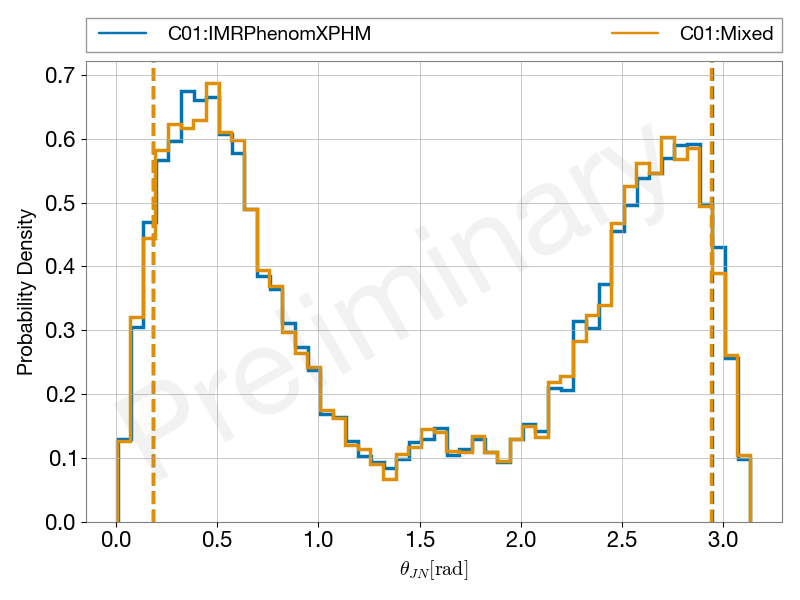 C01:IMRPhenomXPHM C01:Mixed
0.7
0.6
0.5
0.4
0.3
0.2
0.1
0.0
Probability Density
Preliminary
0.0 0.5 1.0 1.5 2.0 2.5 3.0
θ_JN[rad]